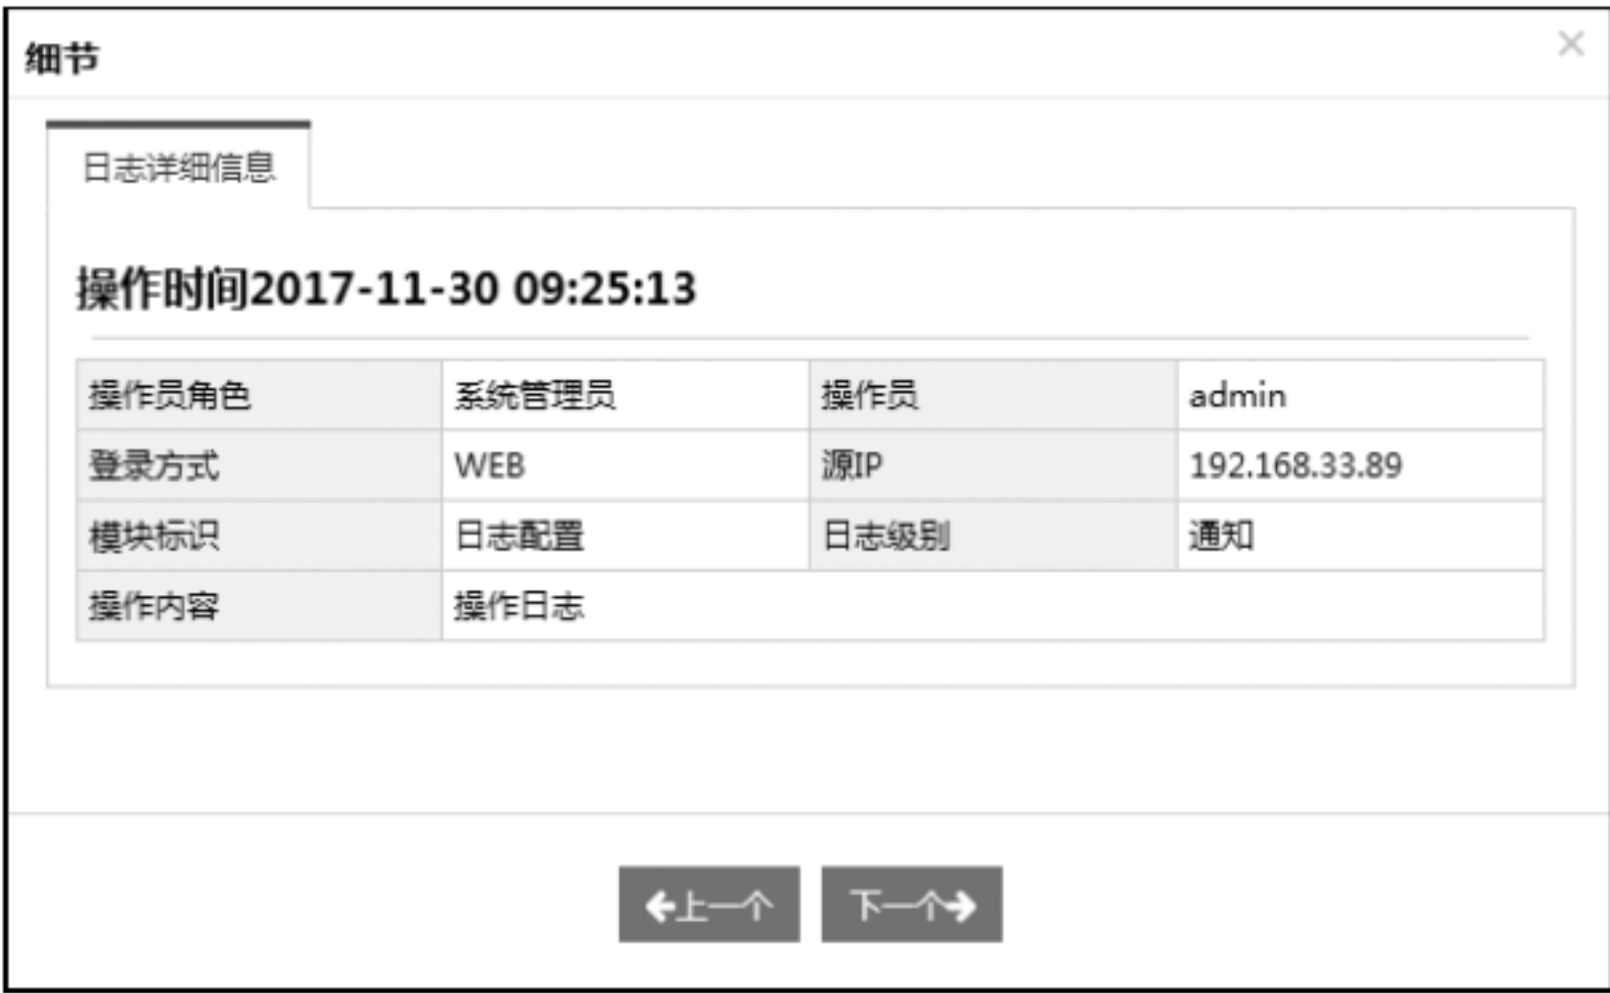 细节
日志详细信息
操作时间2017-11-30 09:25:13
操作员角色 系统管理员 操作员 admin
登录方式 WEB 源IP 192.168.33.89
模块标识 日志配置 日志级别 通知
操作内容 操作日志
上一个 下一个